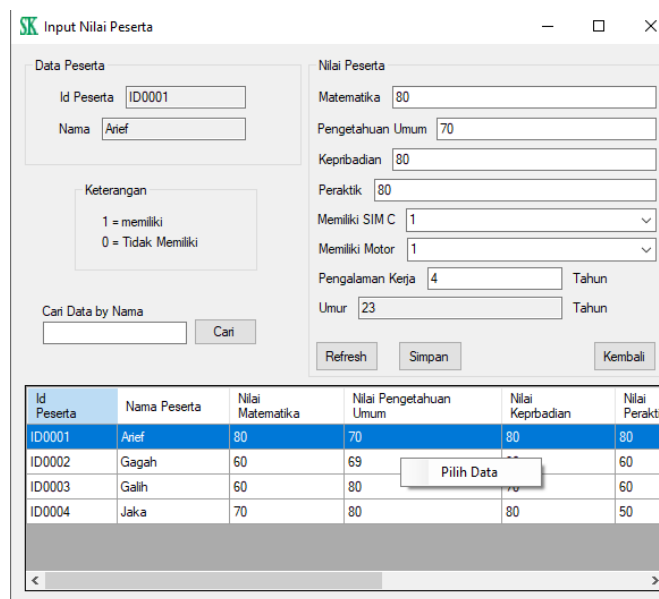 SK Input Nilai Peserta
Data Peserta
Id Peserta ID0001
Nama Arief
Keterangan
1 = memiliki
0 = Tidak Memiliki
Cari Data by Nama
Cari
Nilai Peserta
Matematika 80
Pengetahuan Umum 70
Kepribadian 80
Peraktik 80
Memiliki SIM C 1
Memiliki Motor 1
Pengalaman Kerja 4 Tahun
Umur 23 Tahun
Refresh Simpan Kembali
Id Peserta Nama Peserta Nilai Matematika Nilai Pengetahuan Umum Nilai Keprbadian Nilai Perakt
ID0001 Arief 80 70 80 80
ID0002 Gagah 60 69 60
Pilih Data
ID0003 Galih 60 80 70 60
ID0004 Jaka 70 80 80 50